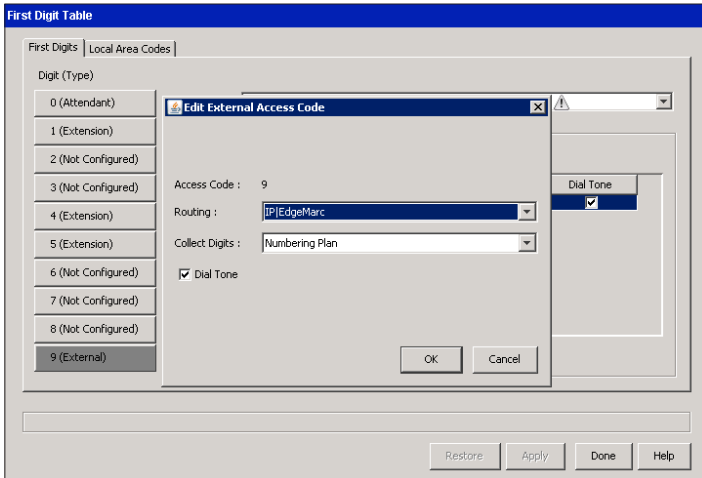 First Digit Table
First Digits
Local Area Codes
Digit (Type)
0 (Attendant)
1 (Extension)
2 (Not Configured)
3 (Not Configured)
4 (Extension)
5 (Extension)
6 (Not Configured)
7 (Not Configured)
8 (Not Configured)
9 (External)
Edit External Access Code
Access Code : 9
Routing : IP|EdgeMarc
Collect Digits : Numbering Plan
Dial Tone
OK Cancel
Dial Tone
Restore Apply Done Help